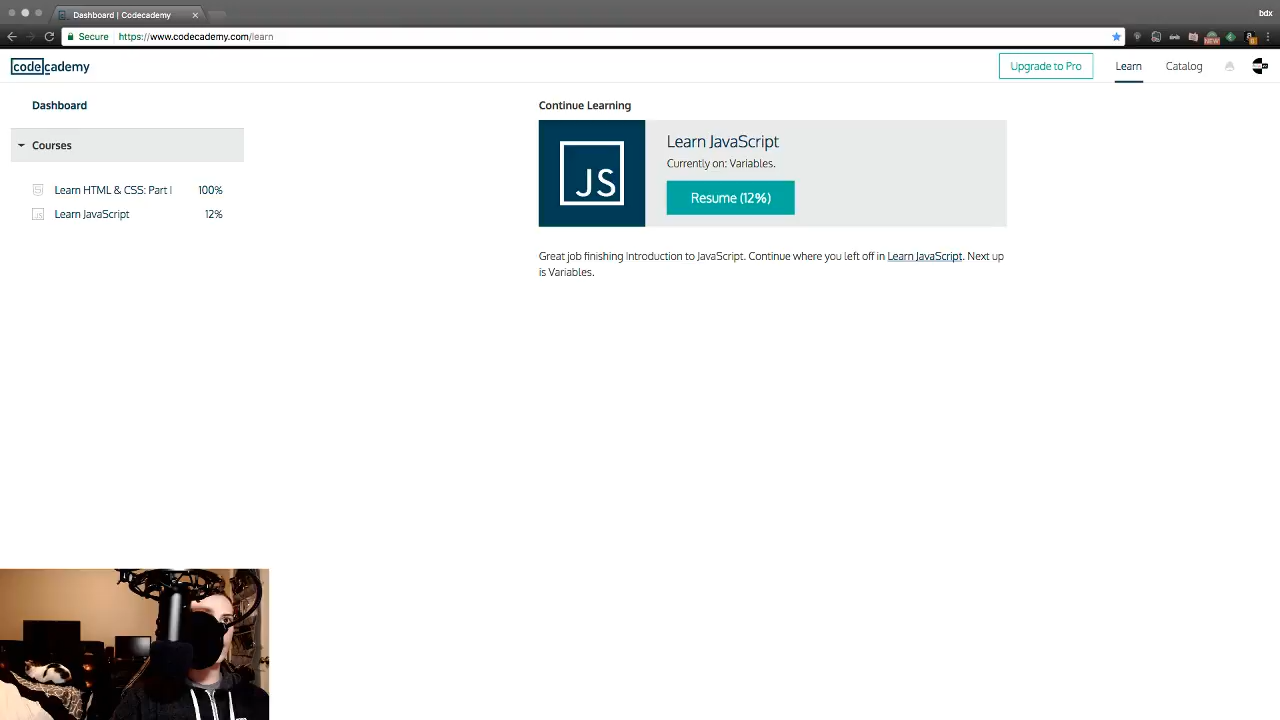 Dashboard | Codecademy
bdx
Secure https://www.codecademy.com/learn
NEW
codecademy
Upgrade to Pro
Learn
Catalog
Dashboard
Courses
Learn HTML & CSS: Part I 100%
Learn JavaScript 12%
Continue Learning
JS
Learn JavaScript
Currently on: Variables.
Resume (12%)
Great job finishing Introduction to JavaScript. Continue where you left off in Learn JavaScript. Next up
is Variables.